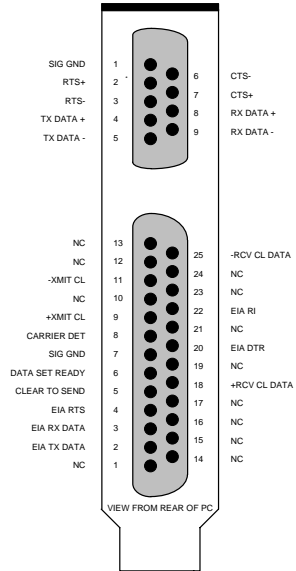 SIG GND 1
RTS+ 2 6 CTS-
RTS- 3 7 CTS+
TX DATA + 4 8 RX DATA +
TX DATA - 5 9 RX DATA -
NC 13
NC 12 25 -RCV CL DATA
-XMIT CL 11 24 NC
NC 10 23 NC
+XMIT CL 9 22 EIA RI
CARRIER DET 8 21 NC
SIG GND 7 20 EIA DTR
DATA SET READY 6 19 NC
CLEAR TO SEND 5 18 +RCV CL DATA
EIA RTS 4 17 NC
EIA RX DATA 3 16 NC
EIA TX DATA 2 15 NC
NC 1 14 NC
VIEW FROM REAR OF PC